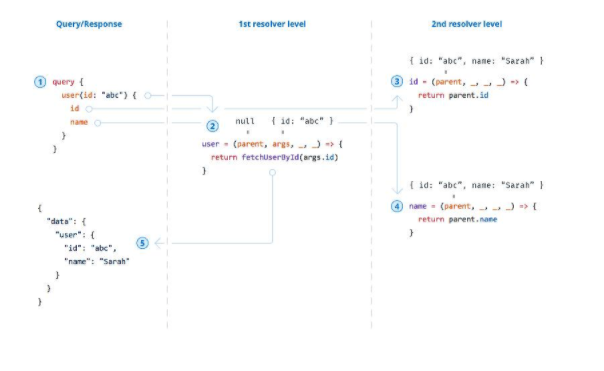 Query/Response
1st resolver level
2nd resolver level
1 query {
user(id: "abc") {
id
name
}
}
2 null { id: "abc" }
user = (parent, args, _, _) => {
return fetchUserById(args.id)
}
{ id: "abc", name: "Sarah" }
3 id = (parent, _, _, _) => {
return parent.id
}
{ id: "abc", name: "Sarah" }
4 name = (parent, _, _, _) => {
return parent.name
}
{
"data": {
"user": {
"id": "abc",
"name": "Sarah"
}
}
}
5